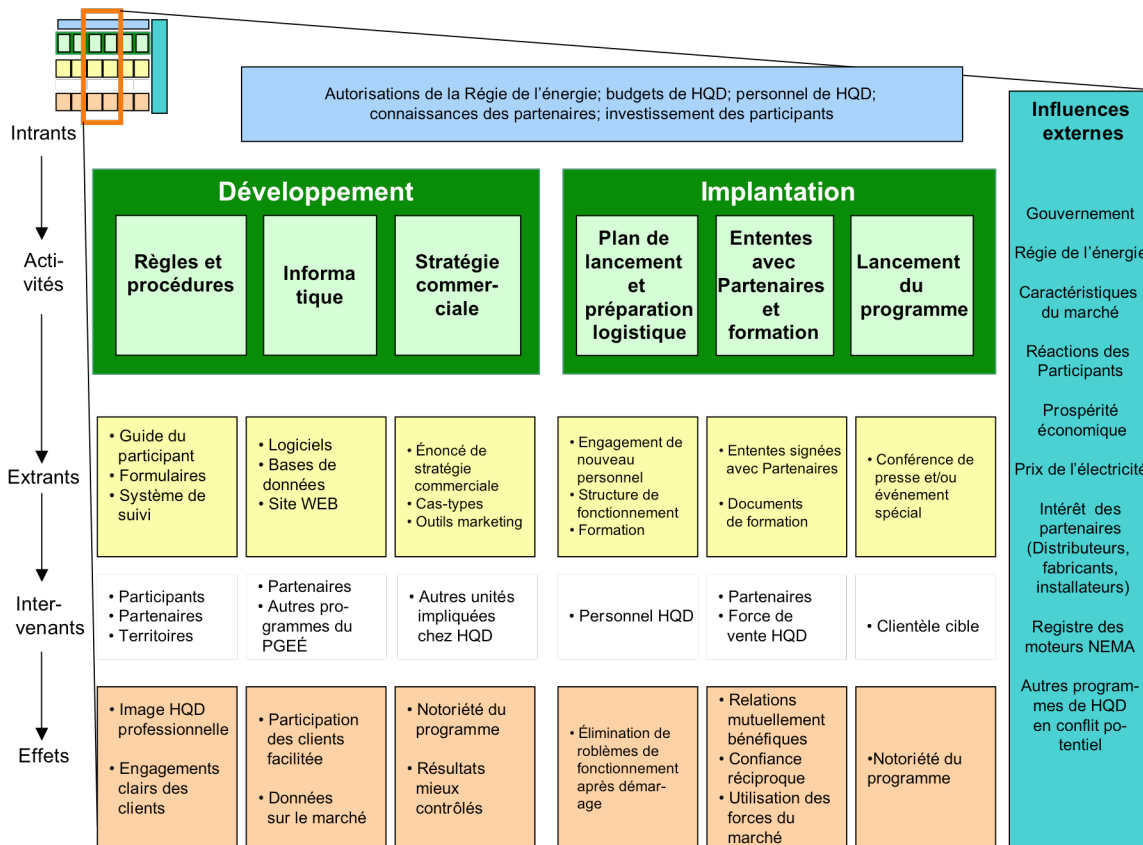 Autorisations de la Régie de l'énergie; budgets de HQD; personnel de HQD;
connaissances des partenaires; investissement des participants
Intrants
Acti-
vités
Extrants
Inter-
venants
Effets
Développement
Règles et
procédures
Informa
tique
Stratégie
commer-
ciale
Implantation
Plan de
lancement
et
préparation
logistique
Ententes
avec
Partenaires
et
formation
Lancement
du
programme
• Guide du
participant
• Formulaires
• Système de
suivi
• Logiciels
• Bases de
données
• Site WEB
• Énoncé de
stratégie
commerciale
• Cas-types
• Outils marketing
• Engagement de
nouveau
personnel
• Structure de
fonctionnement
• Formation
• Ententes signées
avec Partenaires
• Documents
de formation
• Conférence de
presse et/ou
événement
spécial
• Participants
• Partenaires
• Territoires
• Partenaires
• Autres pro-
grammes du
PGEÉ
• Autres unités
impliquées
chez HQD
• Personnel HQD
• Partenaires
• Force de
vente HQD
• Clientèle cible
• Image HQD
professionnelle
• Engagements
clairs des
clients
• Participation
des clients
facilitée
• Données
sur le marché
• Notoriété du
programme
• Résultats
mieux
contrôlés
• Élimination de
roblèmes de
fonctionnement
après démar-
age
• Relations
mutuellement
bénéfiques
• Confiance
réciproque
• Utilisation des
forces du
marché
•Notoriété du
programme
Influences
externes
Gouvernement
Régie de l'énergie
Caractéristiques
du marché
Réactions des
Participants
Prospérité
économique
Prix de l'électricité
Intérêt des
partenaires
(Distributeurs,
fabricants,
installateurs)
Registre des
moteurs NEMA
Autres program-
mes de HQD
en conflit po-
tentiel